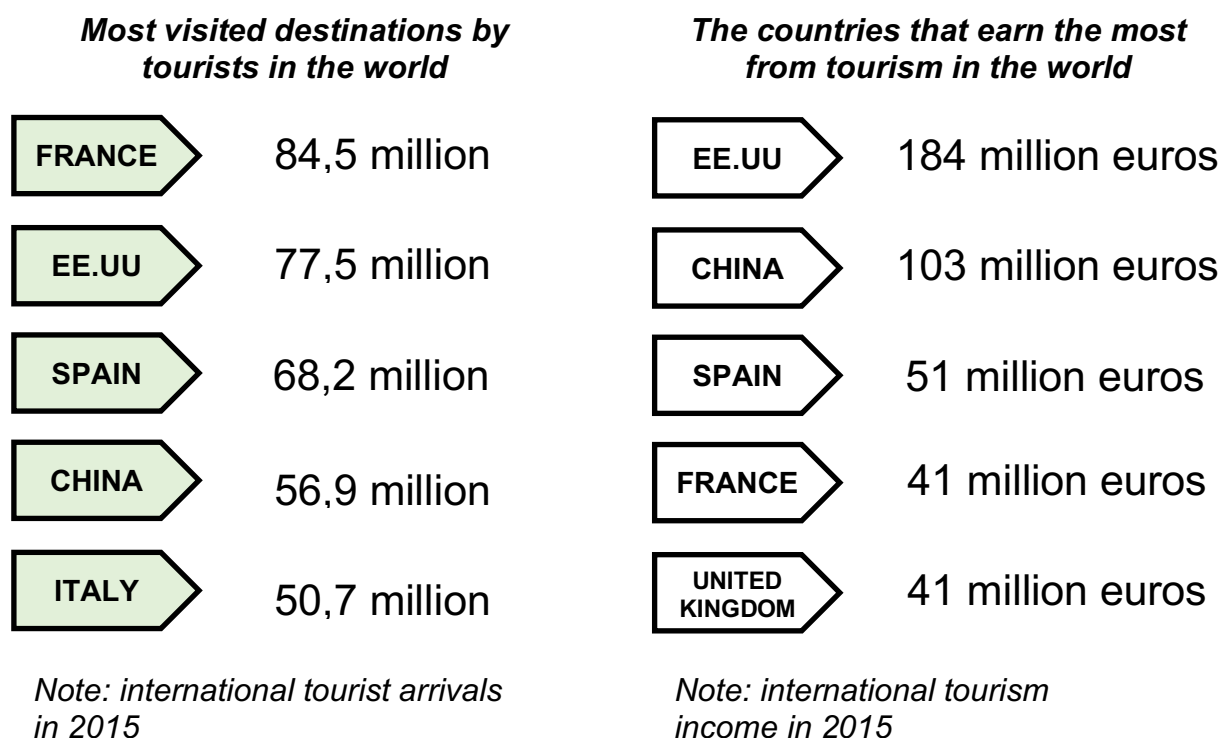 Most visited destinations by
tourists in the world
FRANCE
84,5 million
EE.UU
77,5 million
SPAIN
68,2 million
CHINA
56,9 million
ITALY
50,7 million
Note: international tourist arrivals
in 2015
The countries that earn the most
from tourism in the world
EE.UU
184 million euros
CHINA
103 million euros
SPAIN
51 million euros
FRANCE
41 million euros
UNITED
KINGDOM
41 million euros
Note: international tourism
income in 2015